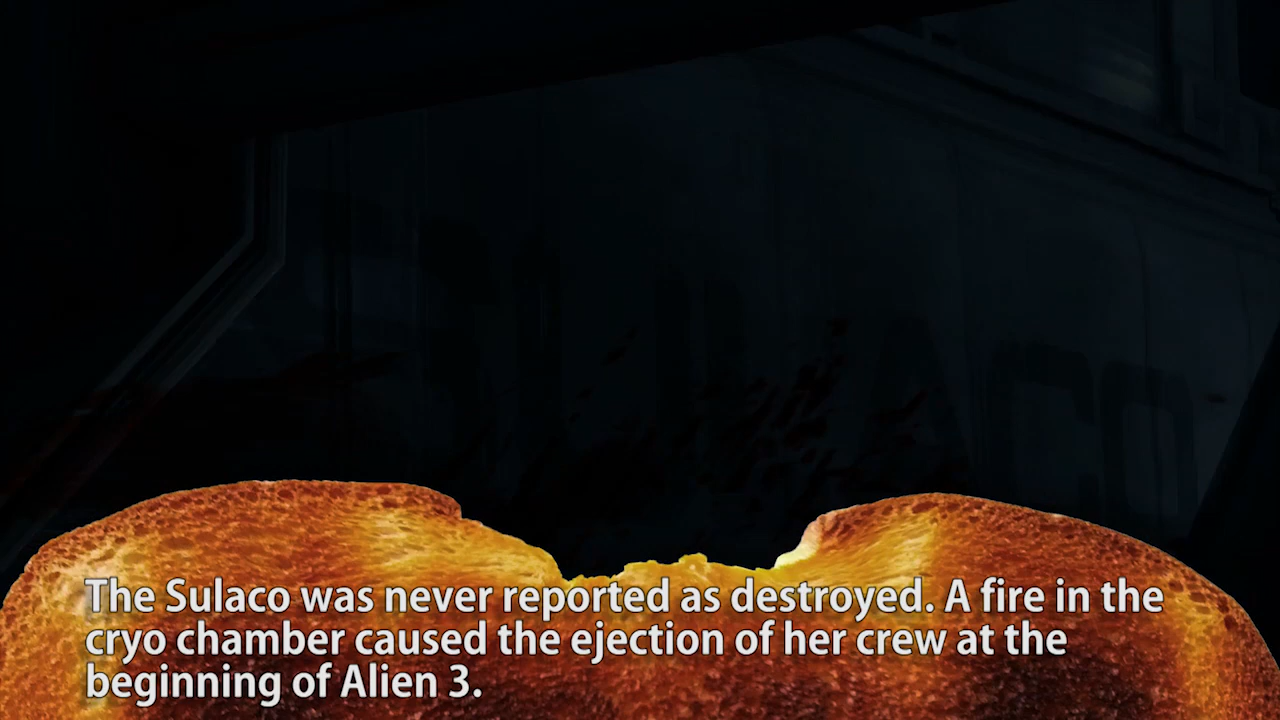 The Sulaco was never reported as destroyed. A fire in the
cryo chamber caused the ejection of her crew at the
beginning of Alien 3.